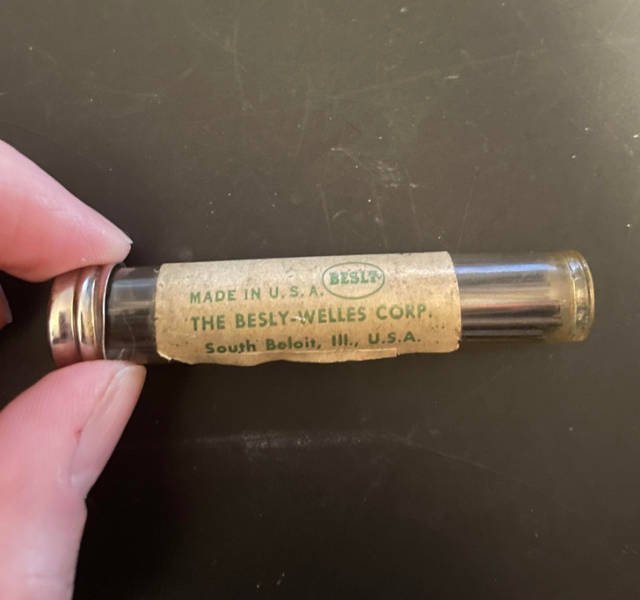 BESLY
MADE IN U.S.A.
THE BESLY-WELLES CORP.
South Beloit, Ill., U.S.A.